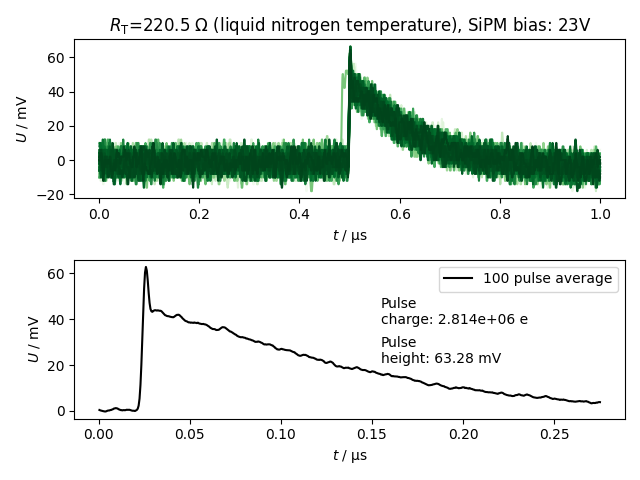 R_T=220.5 Ω (liquid nitrogen temperature), SiPM bias: 23V
60
40
20
0
−20
U / mV
0.0 0.2 0.4 0.6 0.8 1.0
t / µs
60
40
20
0
U / mV
100 pulse average
Pulse
charge: 2.814e+06 e
Pulse
height: 63.28 mV
0.00 0.05 0.10 0.15 0.20 0.25
t / µs